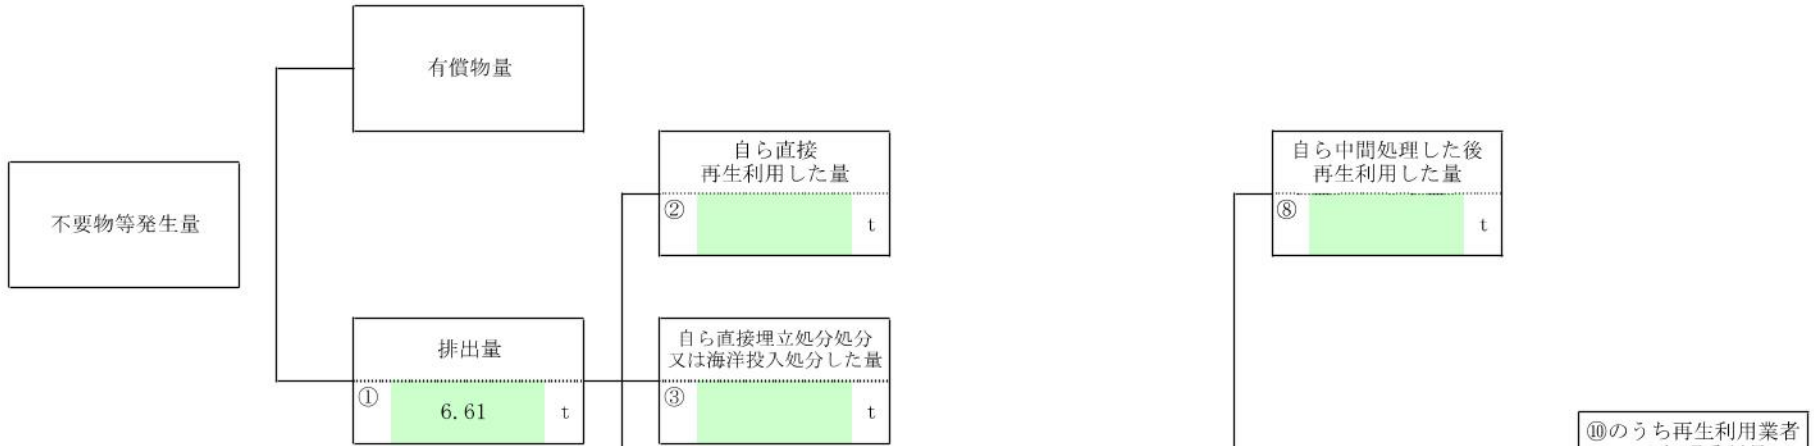 有償物量
自ら直接
再生利用した量
② t
自ら中間処理した後
再生利用した量
⑧ t
不要物等発生量
排出量
① 6.61 t
自ら直接埋立処分処分
又は海洋投入処分した量
③ t
⑩のうち再生利用業者